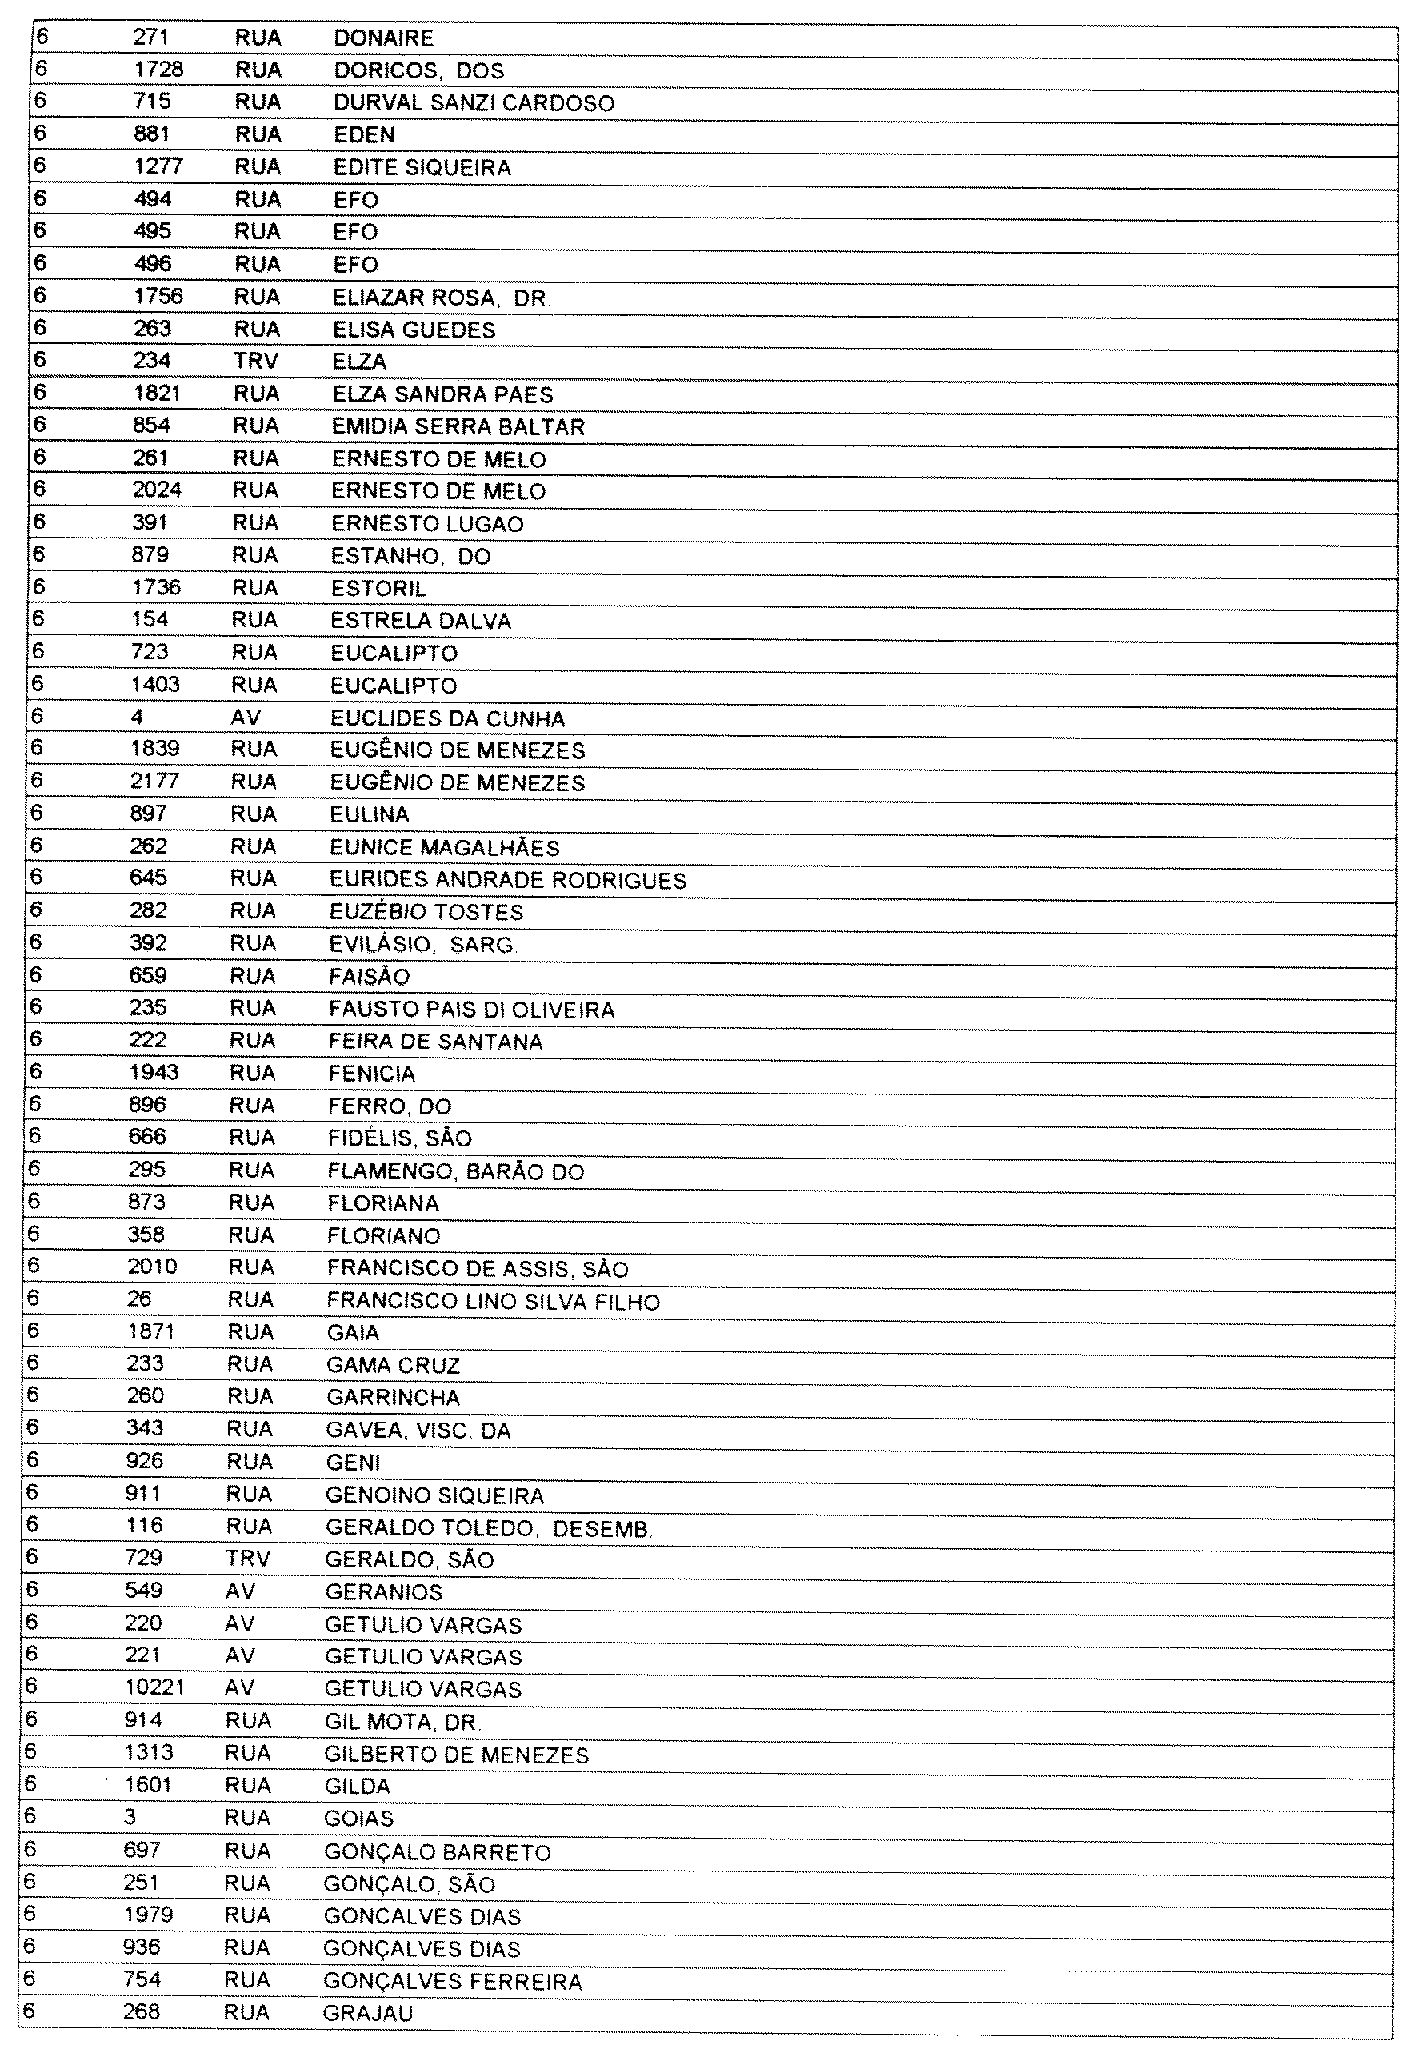 6 271 RUA DONAIRE
6 1728 RUA DORICOS, DOS
6 715 RUA DURVAL SANZI CARDOSO
6 881 RUA EDEN
6 1277 RUA EDITE SIQUEIRA
6 494 RUA EFO
6 495 RUA EFO
6 496 RUA EFO
6 1756 RUA ELIAZAR ROSA, DR.
6 263 RUA ELISA GUEDES
6 234 TRV ELZA
6 1821 RUA ELZA SANDRA PAES
6 854 RUA EMIDIA SERRA BALTAR
6 261 RUA ERNESTO DE MELO
6 2024 RUA ERNESTO DE MELO
6 391 RUA ERNESTO LUGAO
6 879 RUA ESTANHO, DO
6 1736 RUA ESTORIL
6 154 RUA ESTRELA DALVA
6 723 RUA EUCALIPTO
6 1403 RUA EUCALIPTO
6 4 AV EUCLIDES DA CUNHA
6 1839 RUA EUGÊNIO DE MENEZES
6 2177 RUA EUGÊNIO DE MENEZES
6 897 RUA EULINA
6 262 RUA EUNICE MAGALHÃES
6 645 RUA EURIDES ANDRADE RODRIGUES
6 282 RUA EUZÉBIO TOSTES
6 392 RUA EVILÁSIO, SARG.
6 659 RUA FAISÃO
6 235 RUA FAUSTO PAIS DI OLIVEIRA
6 222 RUA FEIRA DE SANTANA
6 1943 RUA FENICIA
6 896 RUA FERRO, DO
6 666 RUA FIDÉLIS, SÃO
6 295 RUA FLAMENGO, BARÃO DO
6 873 RUA FLORIANA
6 358 RUA FLORIANO
6 2010 RUA FRANCISCO DE ASSIS, SÃO
6 26 RUA FRANCISCO LINO SILVA FILHO
6 1871 RUA GAIA
6 233 RUA GAMA CRUZ
6 260 RUA GARRINCHA
6 343 RUA GAVEA, VISC. DA
6 926 RUA GENI
6 911 RUA GENOINO SIQUEIRA
6 116 RUA GERALDO TOLEDO, DESEMB.
6 729 TRV GERALDO, SÃO
6 549 AV GERANIOS
6 220 AV GETULIO VARGAS
6 221 AV GETULIO VARGAS
6 10221 AV GETULIO VARGAS
6 914 RUA GIL MOTA, DR.
6 1313 RUA GILBERTO DE MENEZES
6 1601 RUA GILDA
6 3 RUA GOIAS
6 697 RUA GONÇALO BARRETO
6 251 RUA GONÇALO, SÃO
6 1979 RUA GONCALVES DIAS
6 936 RUA GONÇALVES DIAS
6 754 RUA GONÇALVES FERREIRA
6 268 RUA GRAJAU